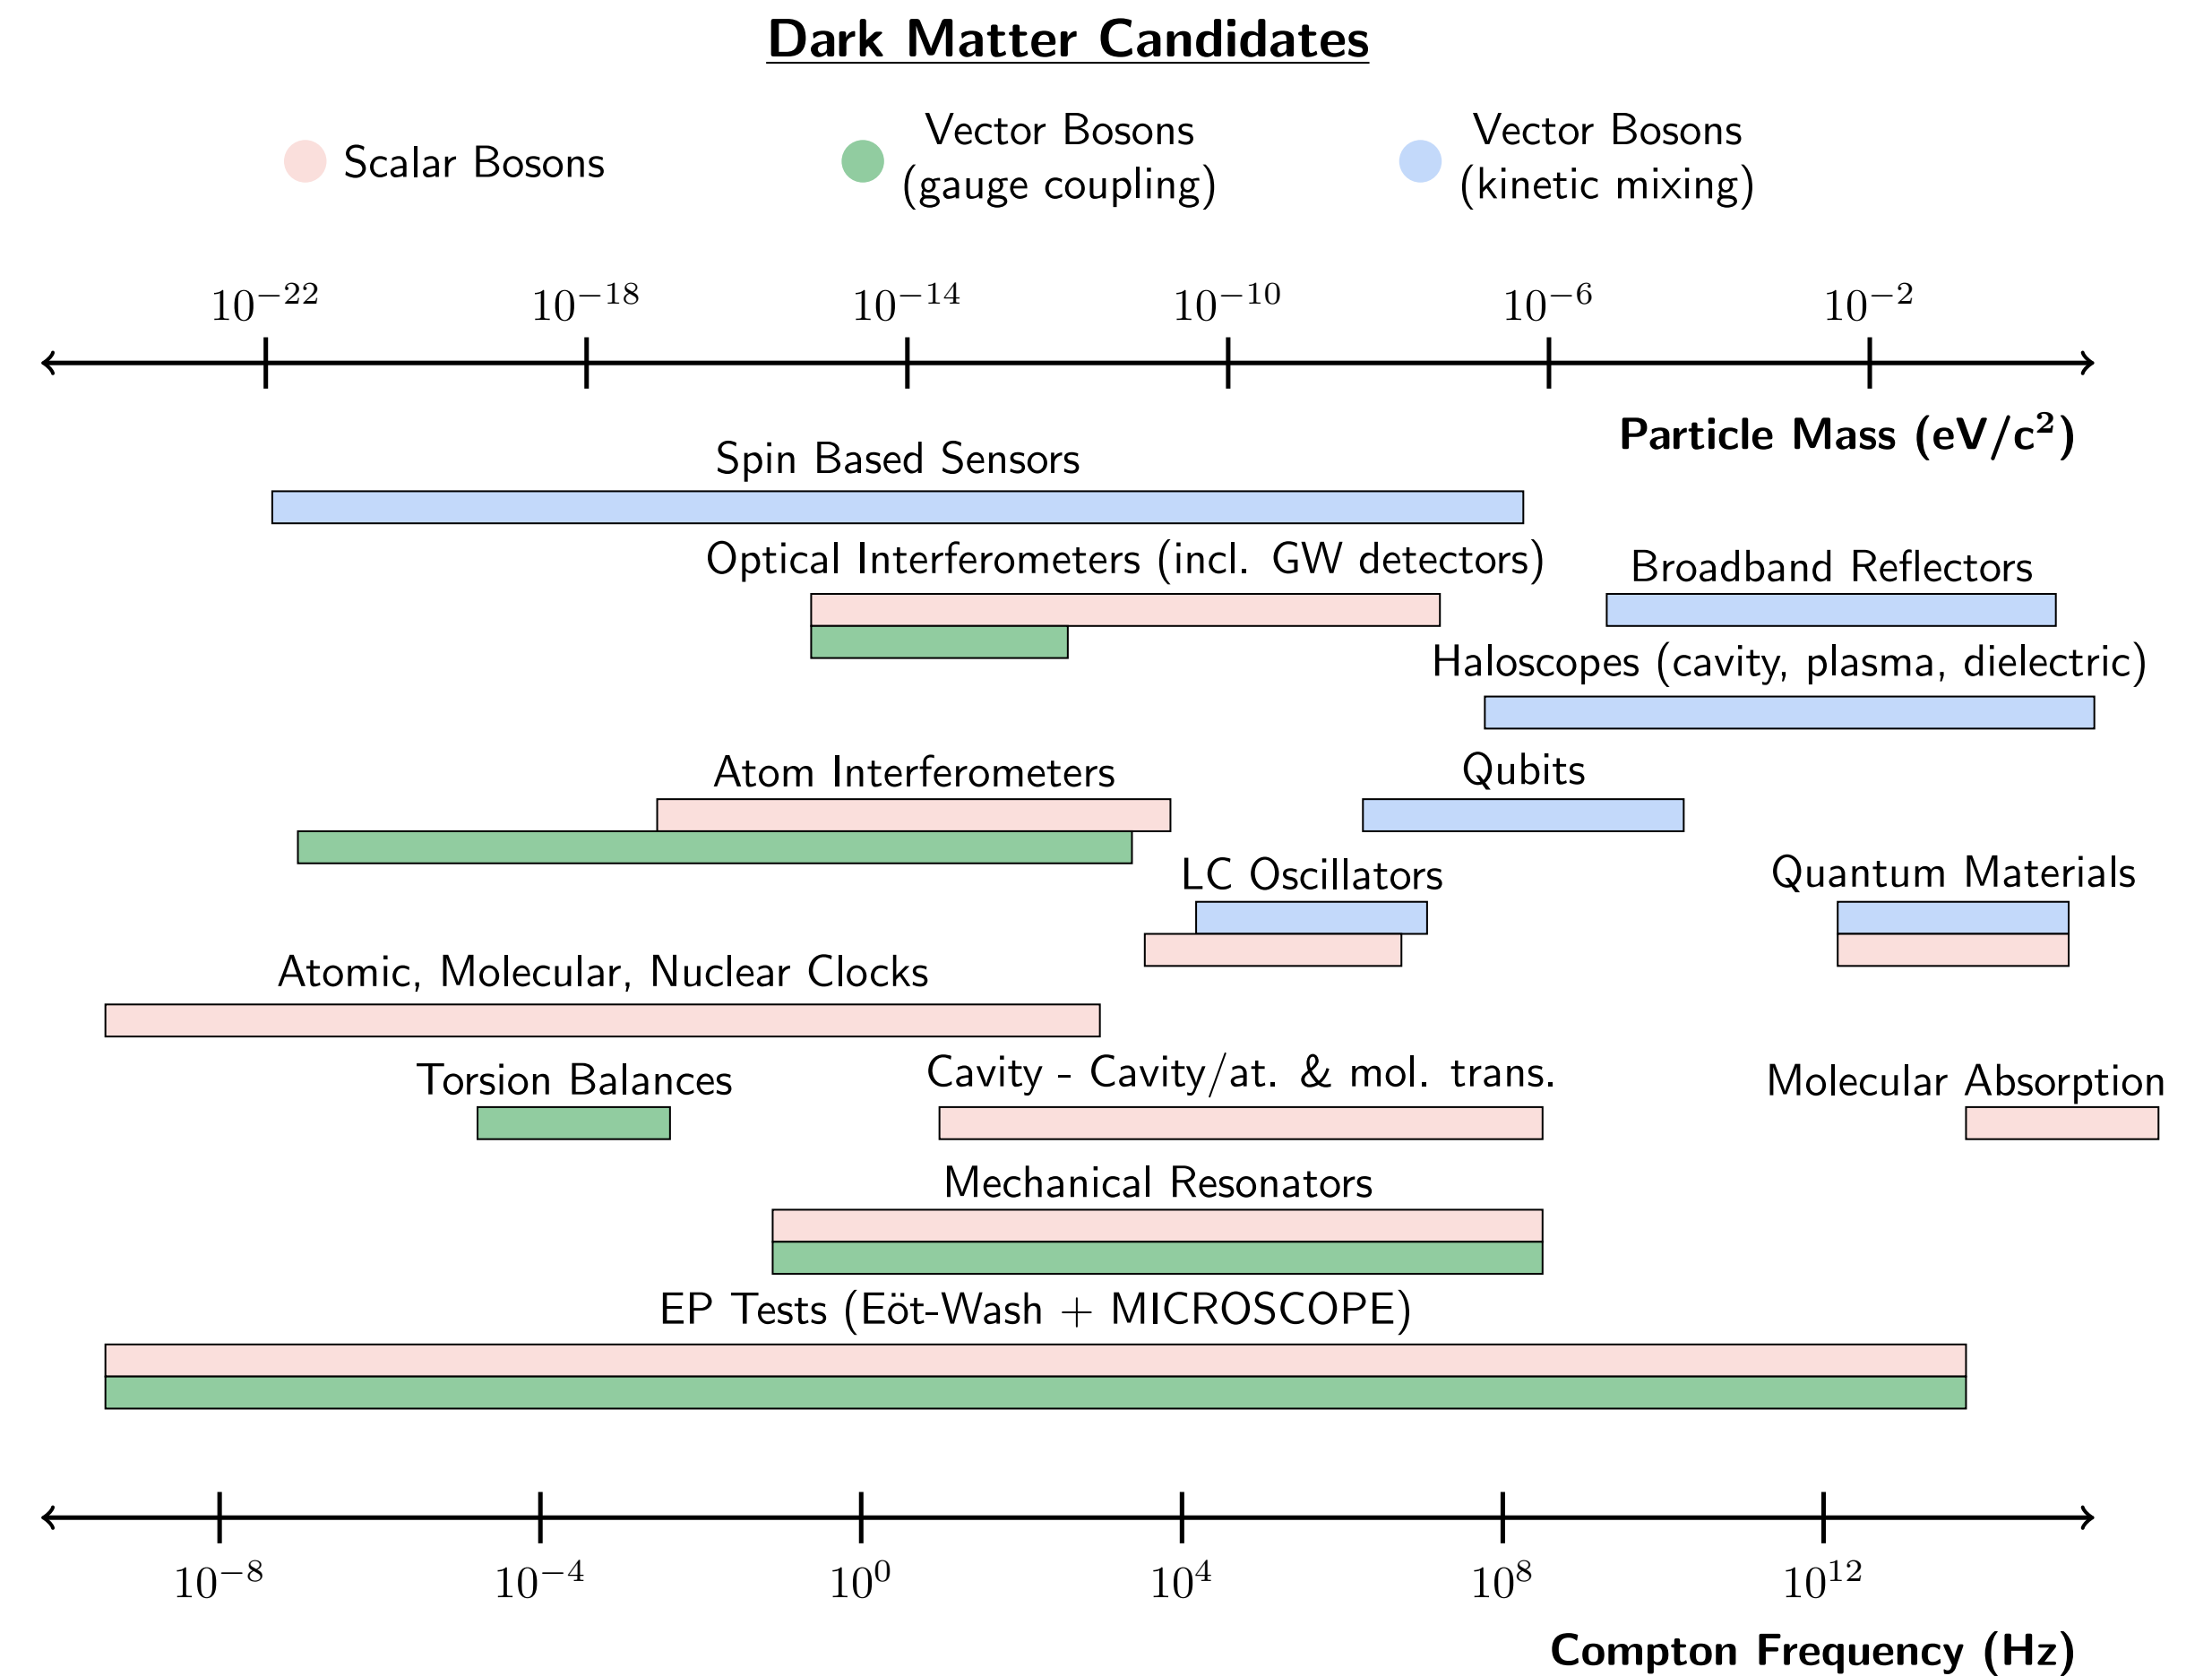 Dark Matter Candidates
Scalar Bosons
Vector Bosons
(gauge coupling)
Vector Bosons
(kinetic mixing)
10⁻²² 10⁻¹⁸ 10⁻¹⁴ 10⁻¹⁰ 10⁻⁶ 10⁻²
Particle Mass (eV/c²)
Spin Based Sensors
Optical Interferometers (incl. GW detectors)
Broadband Reflectors
Haloscopes (cavity, plasma, dielectric)
Atom Interferometers
Qubits
LC Oscillators
Quantum Materials
Atomic, Molecular, Nuclear Clocks
Torsion Balances
Cavity - Cavity/at. & mol. trans.
Molecular Absorption
Mechanical Resonators
EP Tests (Eöt-Wash + MICROSCOPE)
10⁻⁸ 10⁻⁴ 10⁰ 10⁴ 10⁸ 10¹²
Compton Frequency (Hz)